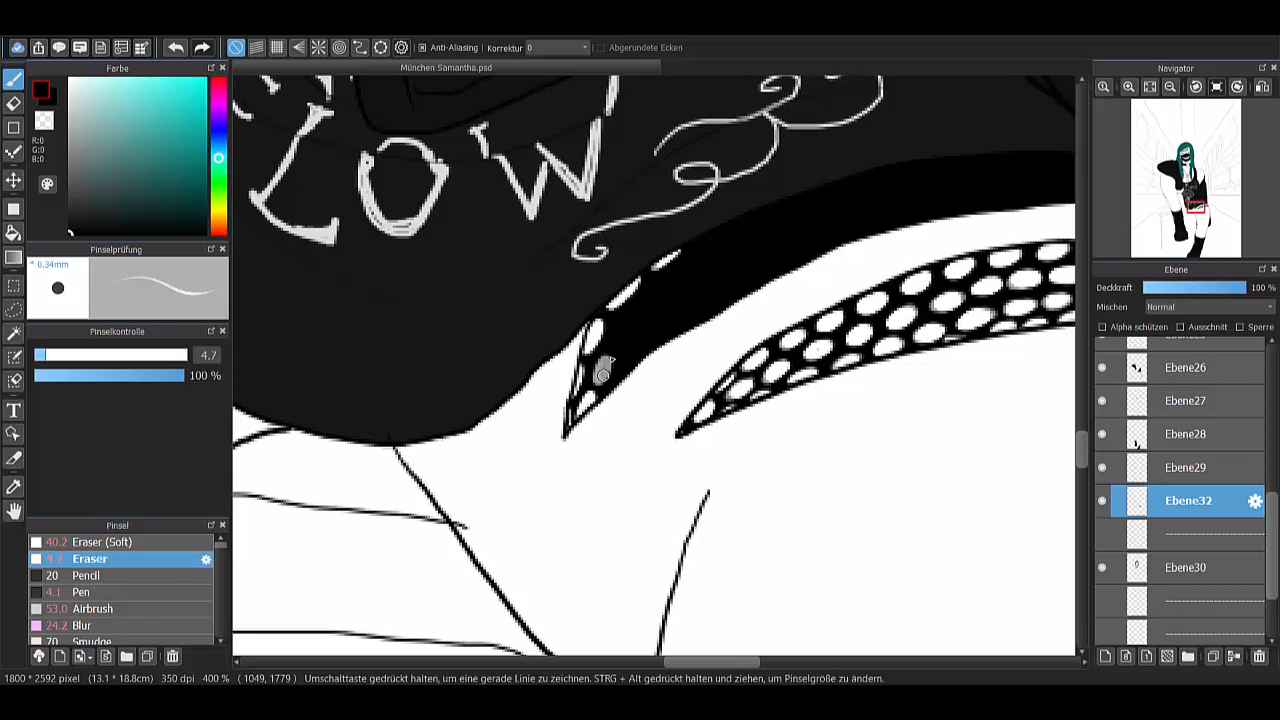 Anti-Aliasing Korrektur 0 Abgerundete Ecken
Farbe
München Samantha.psd
Navigator
R:0
G:0
B:0
LOW
Pinselprüfung
* 0.34mm
Ebene
Deckkraft 100 %
Mischen Normal
Alpha schützen Ausschnitt Sperre
Pinselkontrolle
4.7
100 %
Ebene26
Ebene27
Ebene28
Ebene29
Ebene32
Ebene30
Pinsel
40.2 Eraser (Soft)
4.7 Eraser
20 Pencil
4.1 Pen
53.0 Airbrush
24.2 Blur
70 Smudge
1800 * 2592 pixel (13.1 * 18.8cm) 350 dpi 400 % ( 1049, 1779 ) Umschalttaste gedrückt halten, um eine gerade Linie zu zeichnen. STRG + Alt gedrückt halten und ziehen, um Pinselgröße zu ändern.